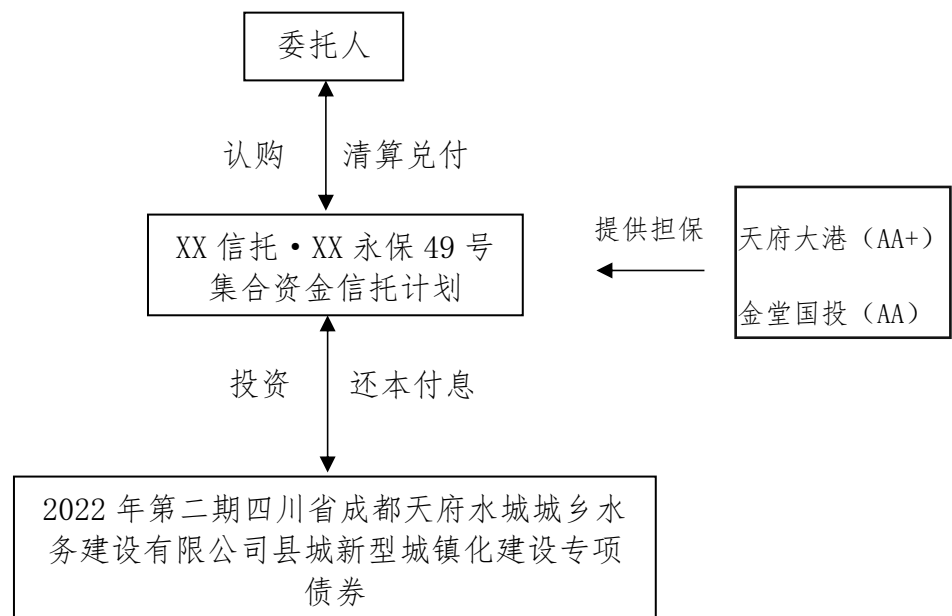 委托人
认购 清算兑付
XX 信托·XX 永保 49 号
集合资金信托计划
提供担保
天府大港（AA+）
金堂国投（AA）
投资 还本付息
2022 年第二期四川省成都天府水城城乡水
务建设有限公司县城新型城镇化建设专项
债券